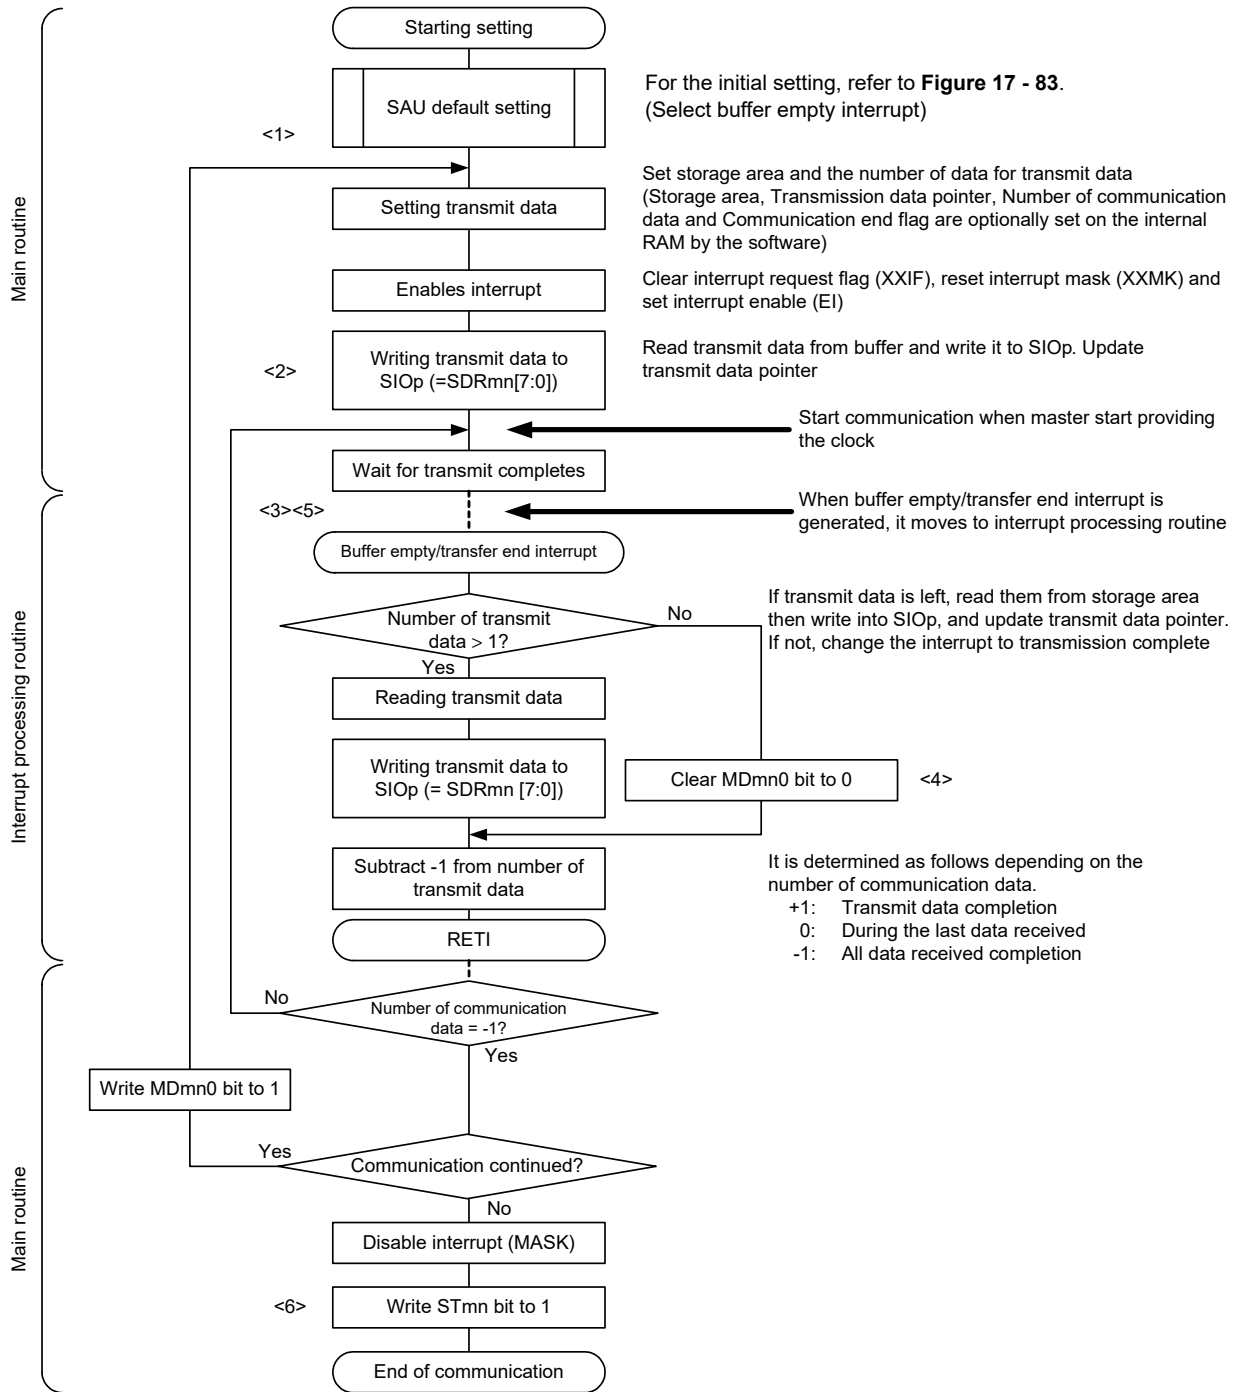 Starting setting
SAU default setting
For the initial setting, refer to Figure 17 - 83.
(Select buffer empty interrupt)
<1>
Main routine
Setting transmit data
Set storage area and the number of data for transmit data
(Storage area, Transmission data pointer, Number of communication
data and Communication end flag are optionally set on the internal
RAM by the software)
Enables interrupt
Clear interrupt request flag (XXIF), reset interrupt mask (XXMK) and
set interrupt enable (EI)
<2>
Writing transmit data to
SIOp (=SDRmn[7:0])
Read transmit data from buffer and write it to SIOp. Update
transmit data pointer
Start communication when master start providing
the clock
Wait for transmit completes
<3><5>
When buffer empty/transfer end interrupt is
generated, it moves to interrupt processing routine
Interrupt processing routine
Buffer empty/transfer end interrupt
Number of transmit
data > 1?
No
Yes
If transmit data is left, read them from storage area
then write into SIOp, and update transmit data pointer.
If not, change the interrupt to transmission complete
Reading transmit data
Writing transmit data to
SIOp (= SDRmn [7:0])
Clear MDmn0 bit to 0
<4>
Subtract -1 from number of
transmit data
It is determined as follows depending on the
number of communication data.
+1: Transmit data completion
0: During the last data received
-1: All data received completion
RETI
Main routine
No
Number of communication
data = -1?
Yes
Write MDmn0 bit to 1
Yes
Communication continued?
No
Disable interrupt (MASK)
<6>
Write STmn bit to 1
End of communication